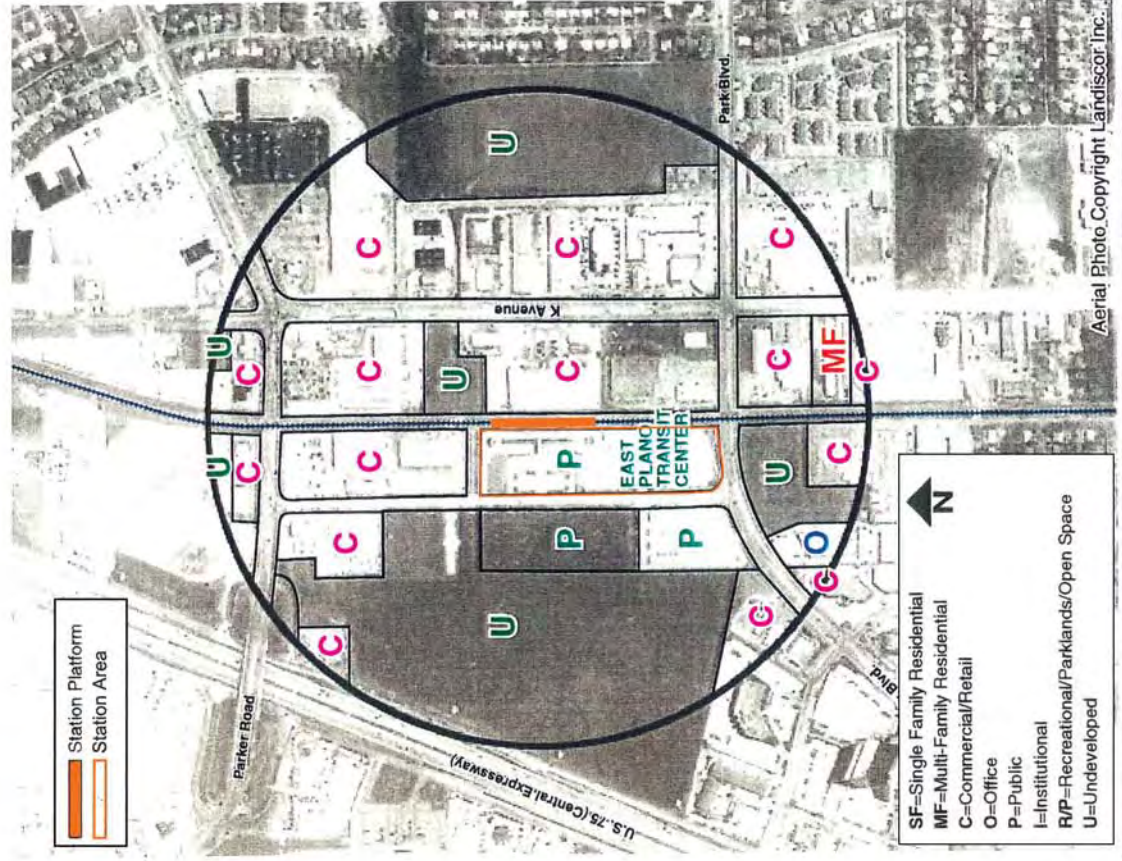 Station Platform
Station Area
Parker Road
U.S. 75 (Central Expressway)
U
U
C
C
C
C
C
C
C
K Avenue
U
C
U
C
P
EAST
PLANO
TRANSIT
CENTER
P
P
U
Park Blvd.
C
C
MF
C
U
C
O
C
C
Blvd.
SF=Single Family Residential
MF=Multi-Family Residential
C=Commercial/Retail
O=Office
P=Public
I=Institutional
R/P=Recreational/Parklands/Open Space
U=Undeveloped
N
Aerial Photo Copyright Landiscor Inc.